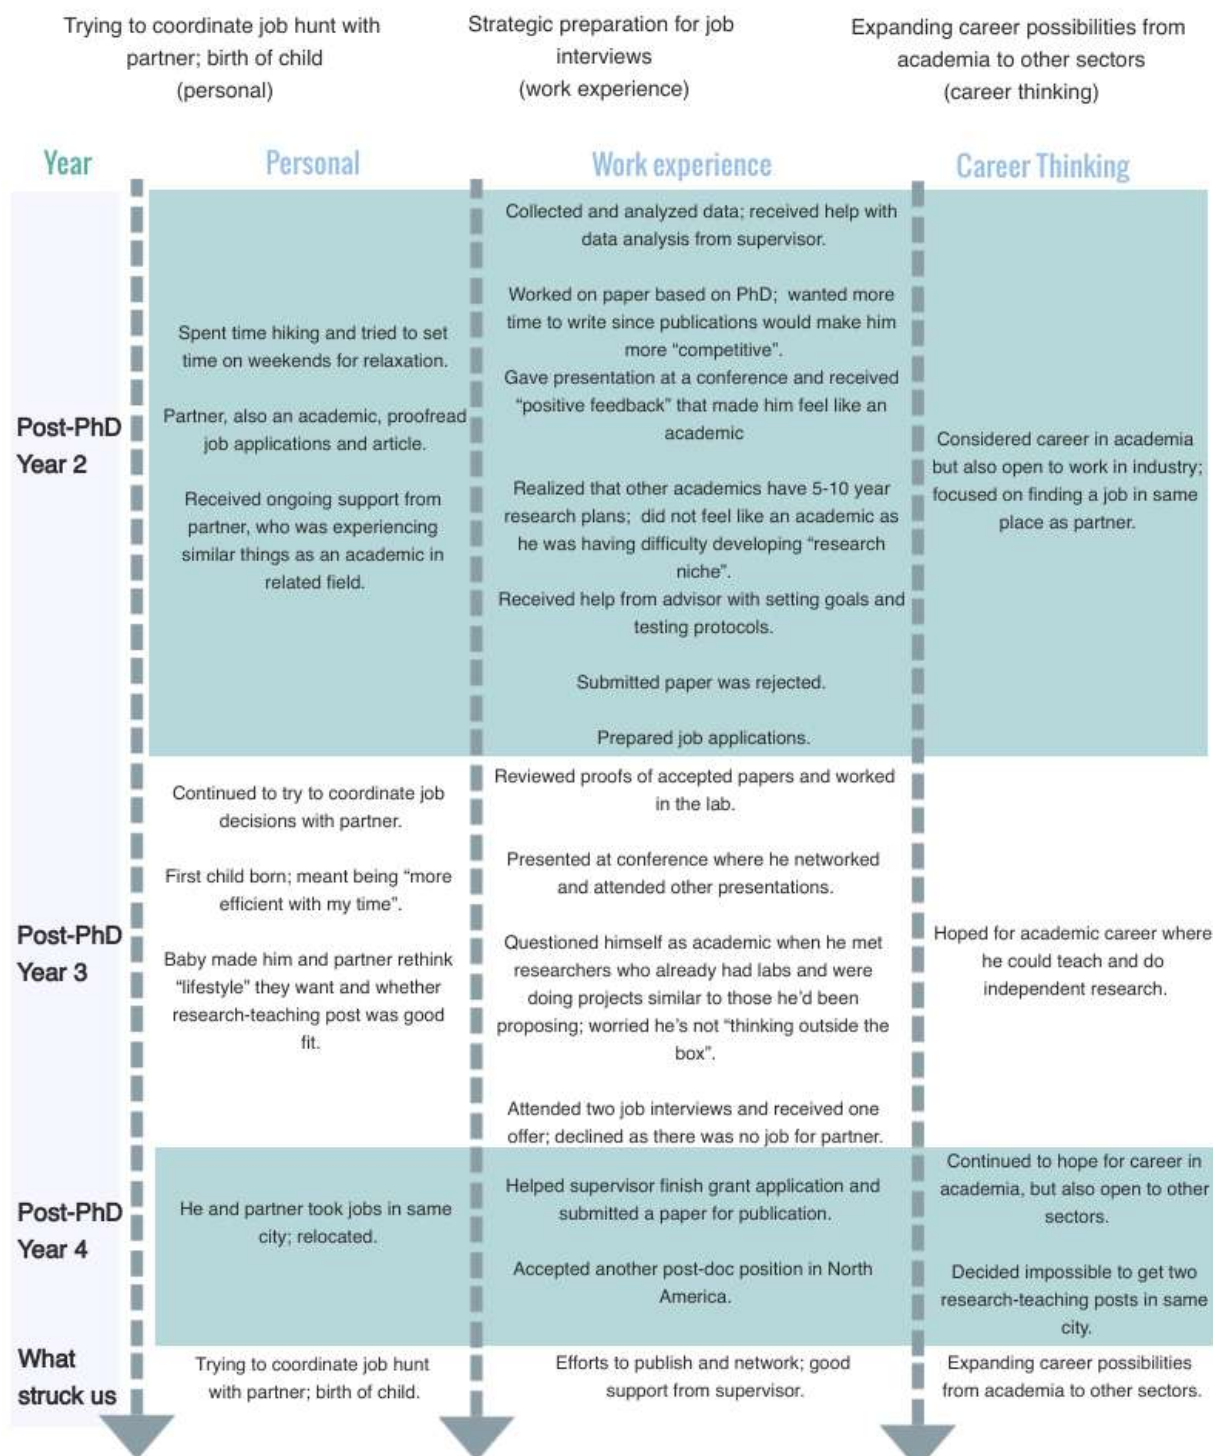 Trying to coordinate job hunt with
partner; birth of child
(personal)
Strategic preparation for job
interviews
(work experience)
Expanding career possibilities from
academia to other sectors
(career thinking)
Year
Personal
Work experience
Career Thinking
Post-PhD
Year 2
Spent time hiking and tried to set
time on weekends for relaxation.
Partner, also an academic, proofread
job applications and article.
Received ongoing support from
partner, who was experiencing
similar things as an academic in
related field.
Collected and analyzed data; received help with
data analysis from supervisor.
Worked on paper based on PhD; wanted more
time to write since publications would make him
more “competitive”.
Gave presentation at a conference and received
“positive feedback” that made him feel like an
academic
Realized that other academics have 5-10 year
research plans; did not feel like an academic as
he was having difficulty developing “research
niche”.
Received help from advisor with setting goals and
testing protocols.
Submitted paper was rejected.
Prepared job applications.
Considered career in academia
but also open to work in industry;
focused on finding a job in same
place as partner.
Post-PhD
Year 3
Continued to try to coordinate job
decisions with partner.
First child born; meant being “more
efficient with my time”.
Baby made him and partner rethink
“lifestyle” they want and whether
research-teaching post was good
fit.
Reviewed proofs of accepted papers and worked
in the lab.
Presented at conference where he networked
and attended other presentations.
Questioned himself as academic when he met
researchers who already had labs and were
doing projects similar to those he’d been
proposing; worried he’s not “thinking outside the
box”.
Attended two job interviews and received one
offer; declined as there was no job for partner.
Hoped for academic career where
he could teach and do
independent research.
Post-PhD
Year 4
He and partner took jobs in same
city; relocated.
Helped supervisor finish grant application and
submitted a paper for publication.
Accepted another post-doc position in North
America.
Continued to hope for career in
academia, but also open to other
sectors.
Decided impossible to get two
research-teaching posts in same
city.
What
struck us
Trying to coordinate job hunt
with partner; birth of child.
Efforts to publish and network; good
support from supervisor.
Expanding career possibilities
from academia to other sectors.